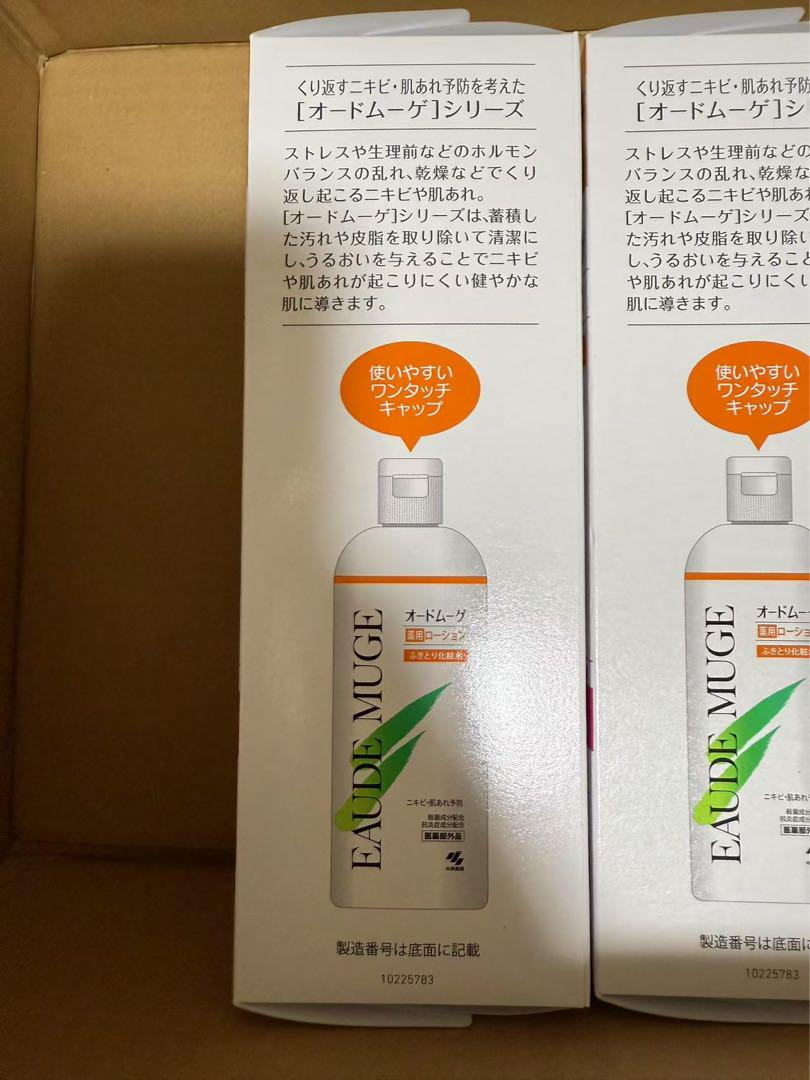 くり返すニキビ・肌あれ予防を考えた
[オードムーゲ]シリーズ
ストレスや生理前などのホルモン
バランスの乱れ、乾燥などでくり
返し起こるニキビや肌あれ。
[オードムーゲ]シリーズは、蓄積し
た汚れや皮脂を取り除いて清潔に
し、うるおいを与えることでニキビ
や肌あれが起こりにくい健やかな
肌に導きます。
使いやすい
ワンタッチ
キャップ
オードムーゲ
薬用ローション
ふきとり化粧水
EAUDE MUGE
ニキビ・肌あれ予防
殺菌成分配合
抗炎症成分配合
医薬部外品
小林製薬
製造番号は底面に記載
10225783
くり返すニキビ・肌あれ予防
[オードムーゲ]シ
ストレスや生理前などの
バランスの乱れ、乾燥な
返し起こるニキビや肌あ
[オードムーゲ]シリーズ
た汚れや皮脂を取り除い
し、うるおいを与えること
や肌あれが起こりにくい
肌に導きます。
使いやすい
ワンタッチ
キャップ
オードムー
薬用ローショ
ふきとり化粧
EAUDE MUGE
ニキビ・肌あれ
殺菌成分
抗炎症成分
医薬部外
製造番号は底面に
10225783